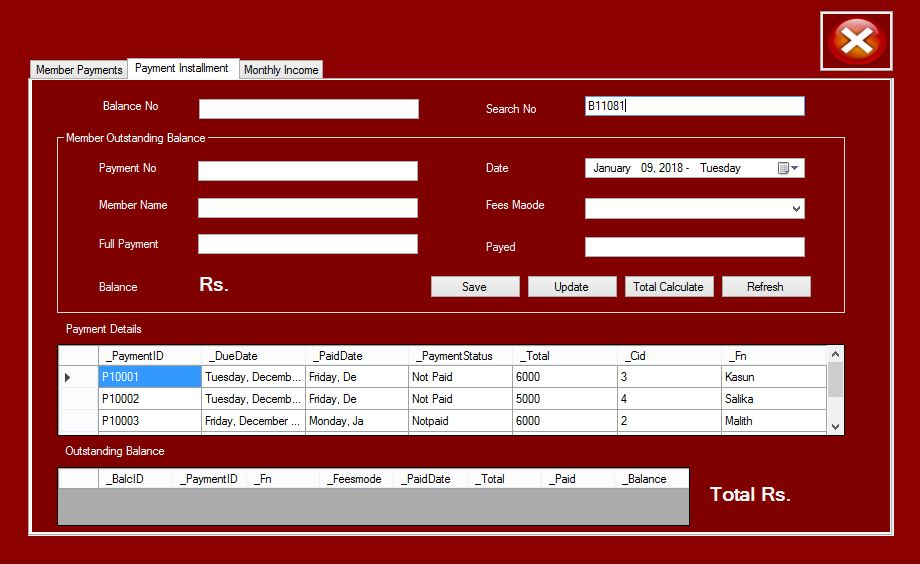 Member Payments Payment Installment Monthly Income
Balance No Search No B11081
Member Outstanding Balance
Payment No Date January 09, 2018 - Tuesday
Member Name Fees Maode
Full Payment Payed
Balance Rs. Save Update Total Calculate Refresh
Payment Details
_PaymentID _DueDate _PaidDate _PaymentStatus _Total _Cid _Fn
P10001 Tuesday, Decemb... Friday, De Not Paid 6000 3 Kasun
P10002 Tuesday, Decemb... Friday, De Not Paid 5000 4 Salika
P10003 Friday, December ... Monday, Ja Notpaid 6000 2 Malith
Outstanding Balance
_BalcID _PaymentID _Fn _Feesmode _PaidDate _Total _Paid _Balance
Total Rs.